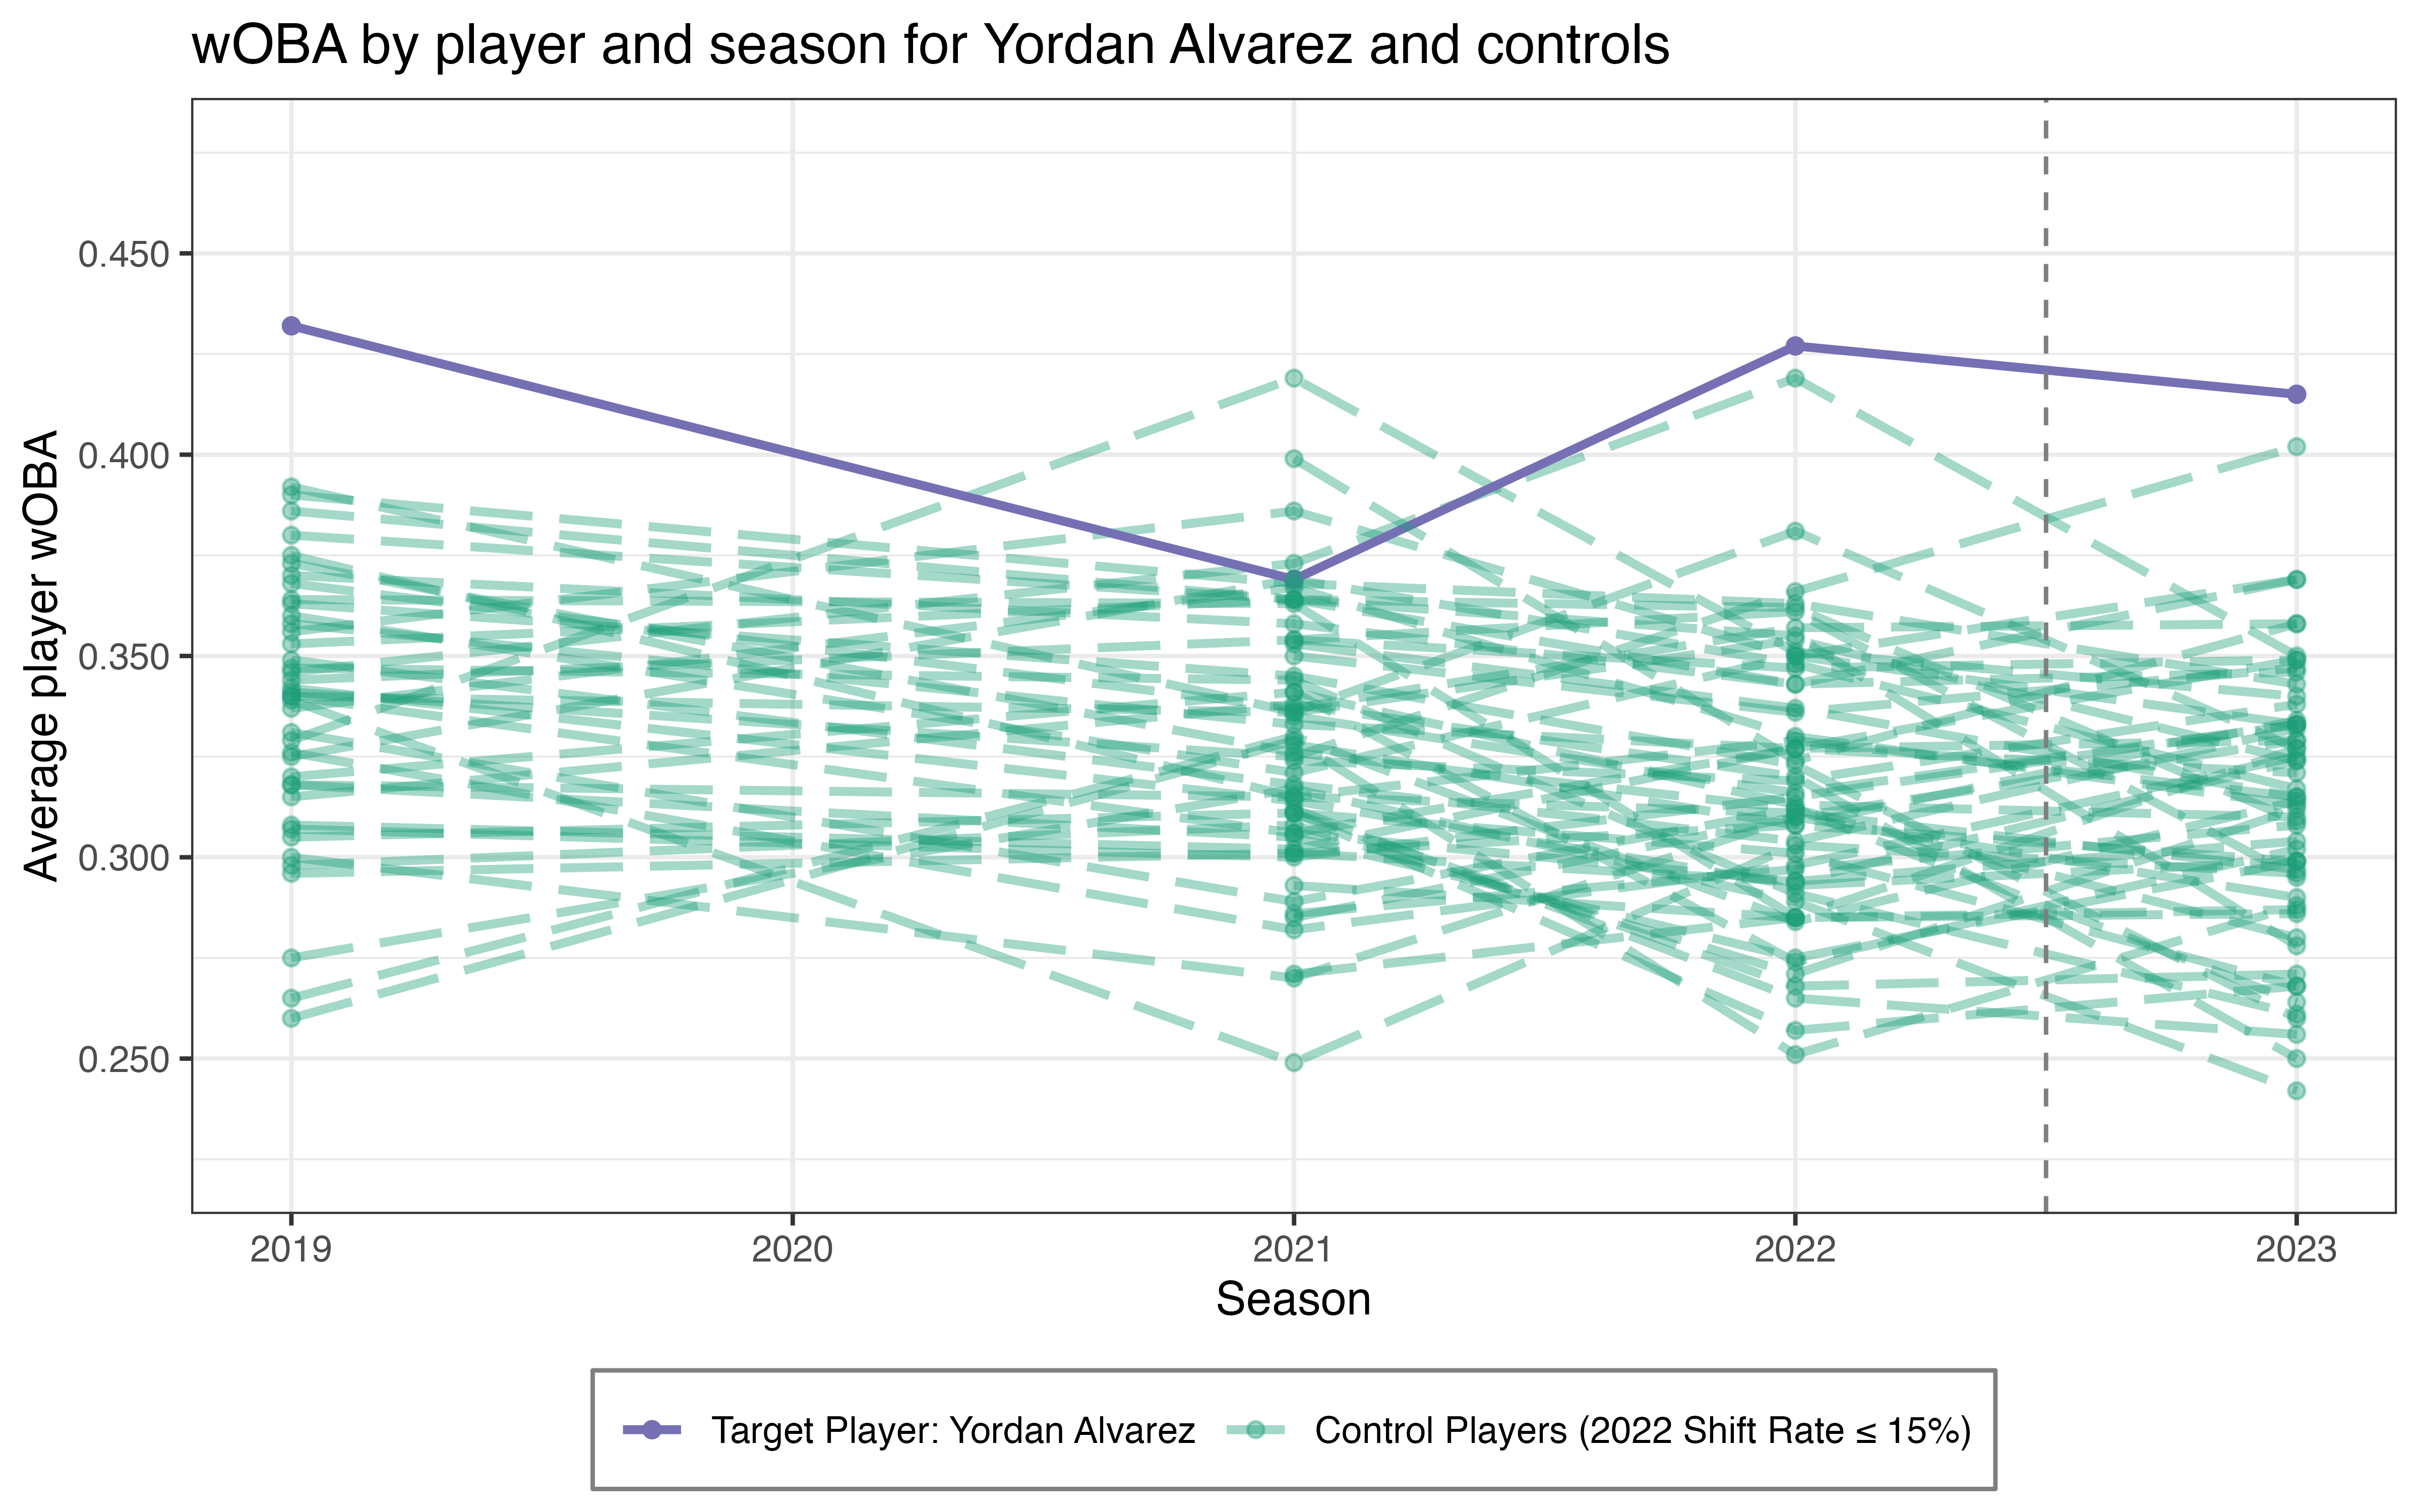 wOBA by player and season for Yordan Alvarez and controls
Average player wOBA
0.450
0.400
0.350
0.300
0.250
2019 2020 2021 2022 2023
Season
Target Player: Yordan Alvarez Control Players (2022 Shift Rate ≤ 15%)